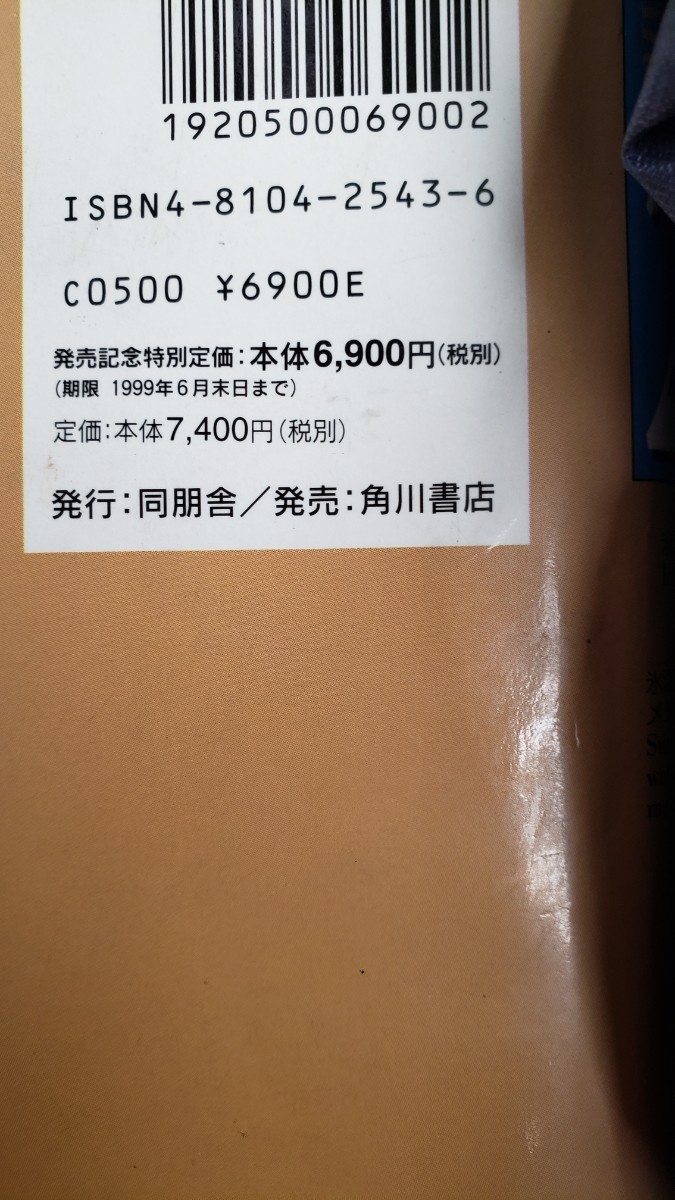 1920500069002
ISBN4-8104-2543-6
C0500 ¥6900E
発売記念特別定価：本体6,900円(税別)
(期限 1999年6月末日まで)
定価：本体7,400円(税別)
発行：同朋舎／発売：角川書店